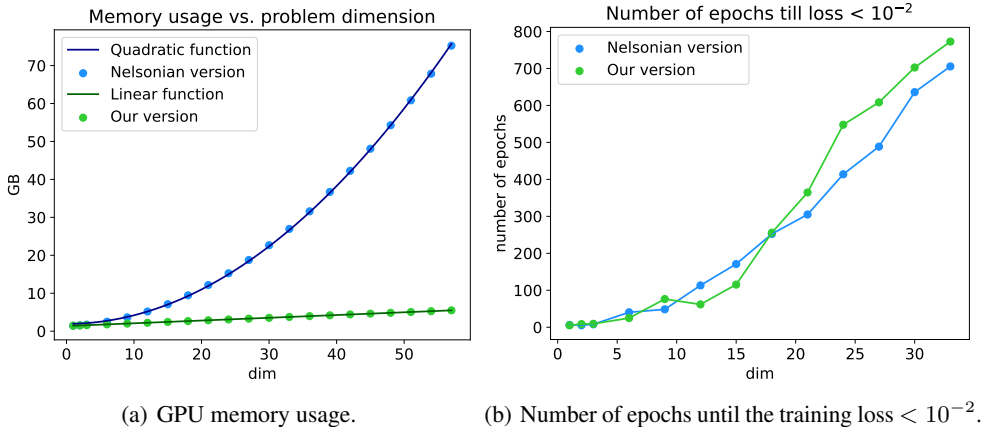 Memory usage vs. problem dimension
Quadratic function
Nelsonian version
Linear function
Our version
GB
70
60
50
40
30
20
10
0
0 10 20 30 40 50
dim
(a) GPU memory usage.
Number of epochs till loss < 10⁻²
Nelsonian version
Our version
number of epochs
800
700
600
500
400
300
200
100
0
0 5 10 15 20 25 30
dim
(b) Number of epochs until the training loss < 10⁻².